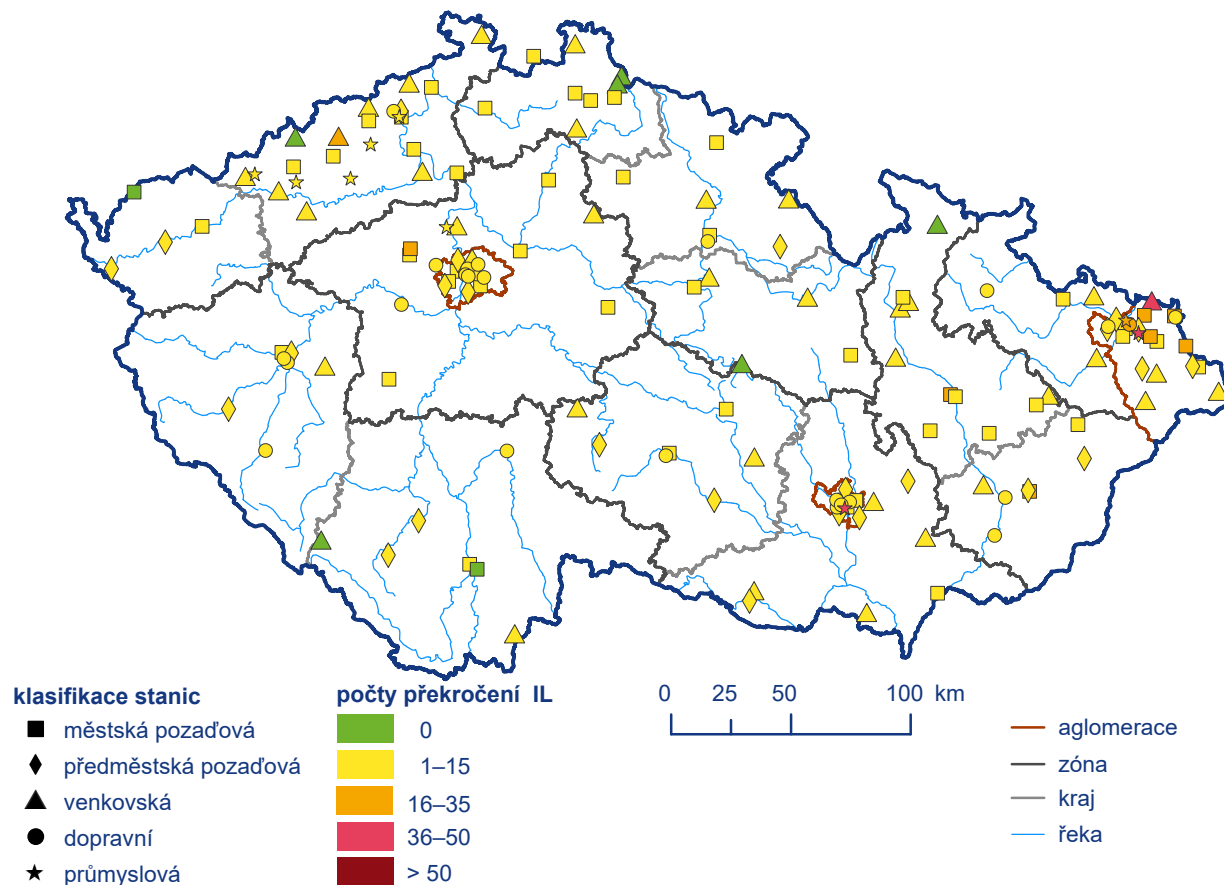 klasifikace stanic
městská pozaďová
předměstská pozaďová
venkovská
dopravní
průmyslová
počty překročení IL
0
1–15
16–35
36–50
> 50
0 25 50 100 km
aglomerace
zóna
kraj
řeka